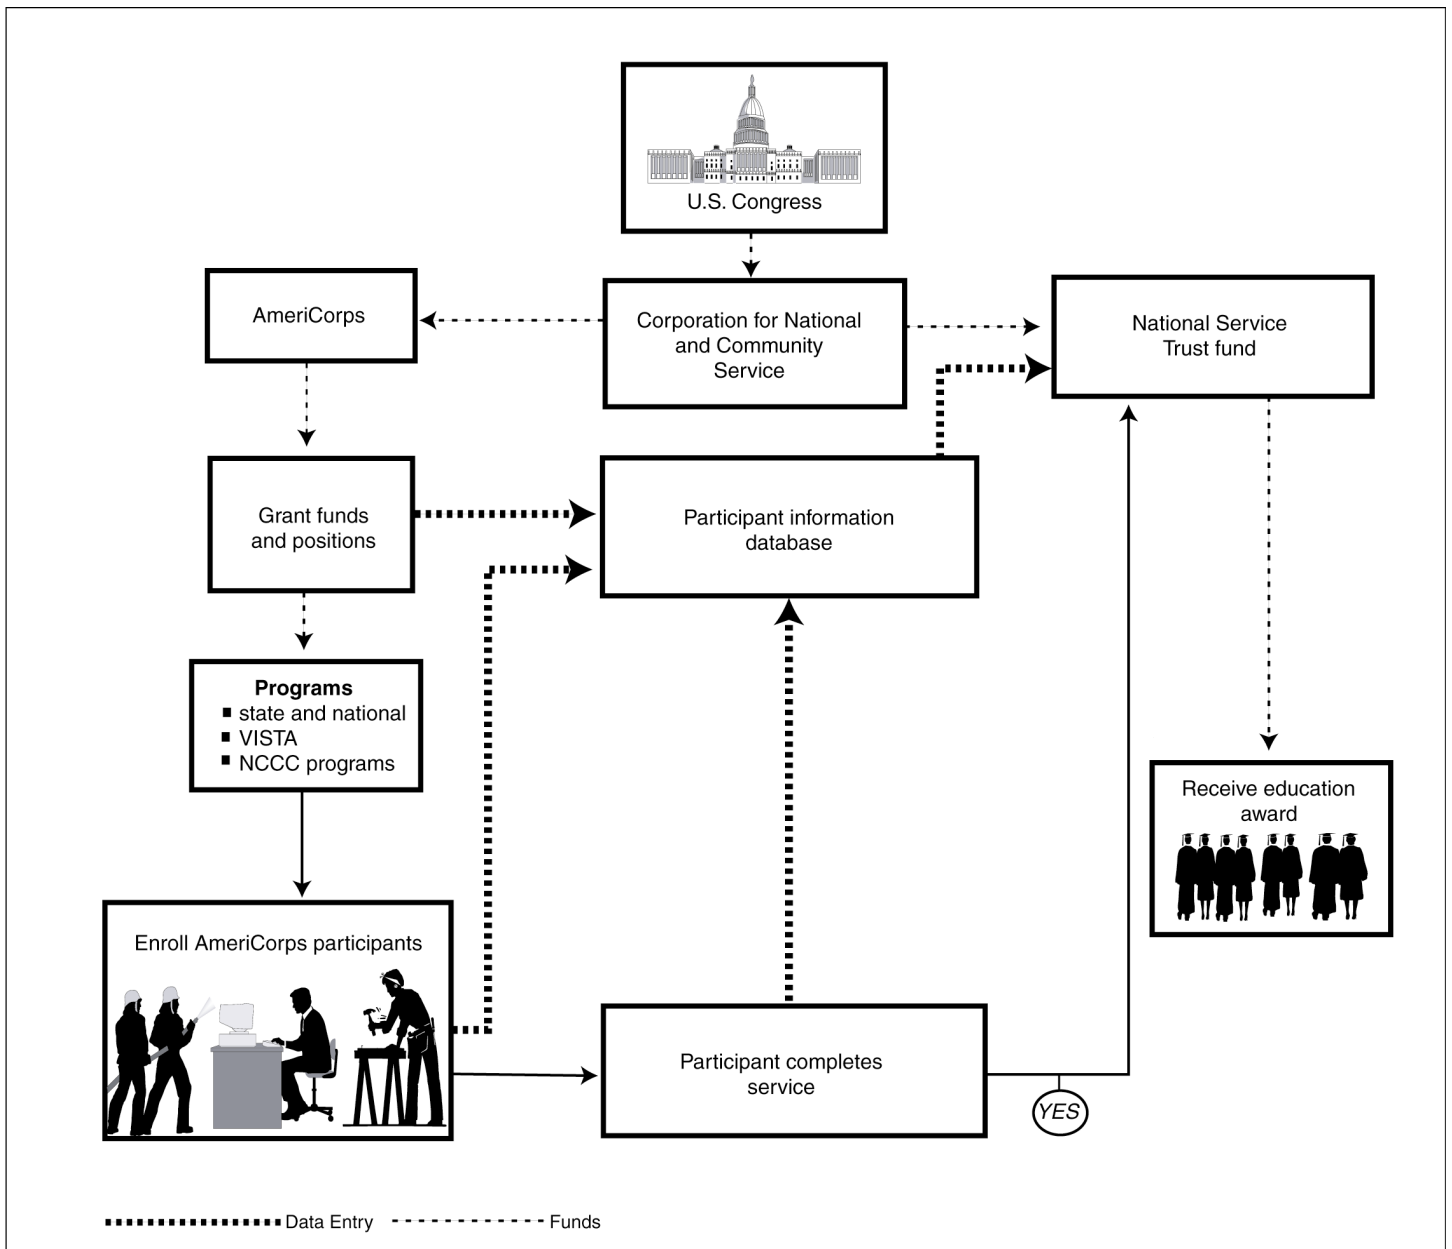 U.S. Congress
AmeriCorps
Corporation for National
and Community
Service
National Service
Trust fund
Grant funds
and positions
Participant information
database
Programs
state and national
VISTA
NCCC programs
Receive education
award
Enroll AmeriCorps participants
Participant completes
service
YES
Data Entry
Funds